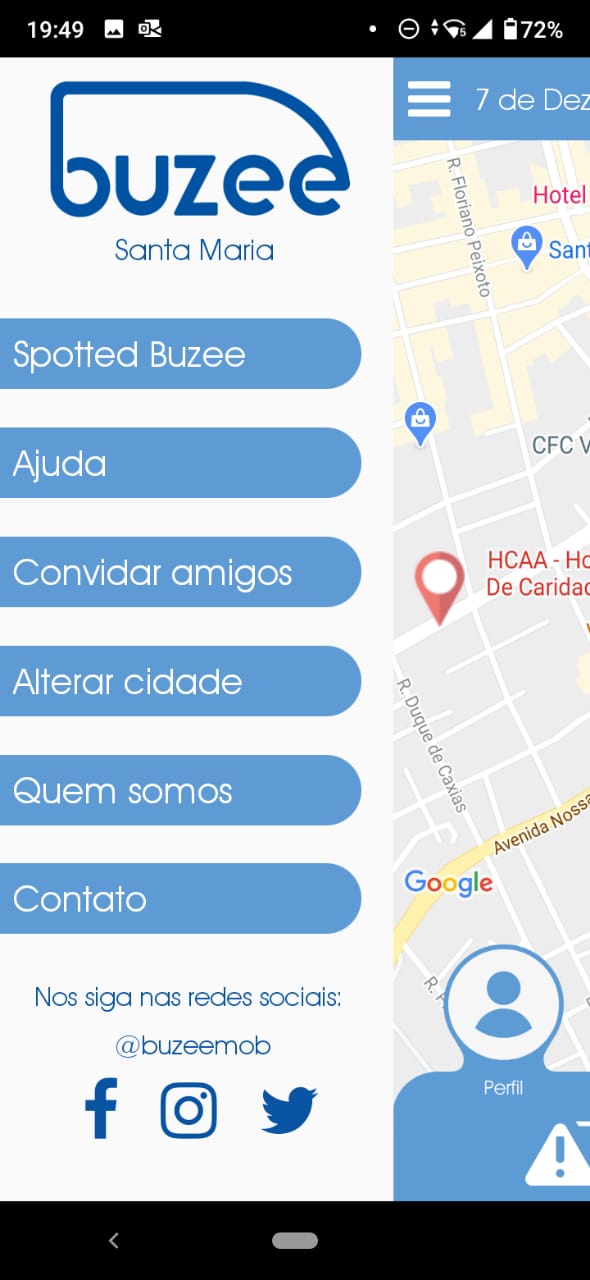 19:49
5
72%
buzee
Santa Maria
Spotted Buzee
Ajuda
Convidar amigos
Alterar cidade
Quem somos
Contato
Nos siga nas redes sociais:
@buzeemob
7 de Dez
R. Floriano Peixoto
Hotel
Sant
CFC V
HCAA - Ho
De Caridad
R. Duque de Caxias
Avenida Nossa
Google
R. P
Perfil